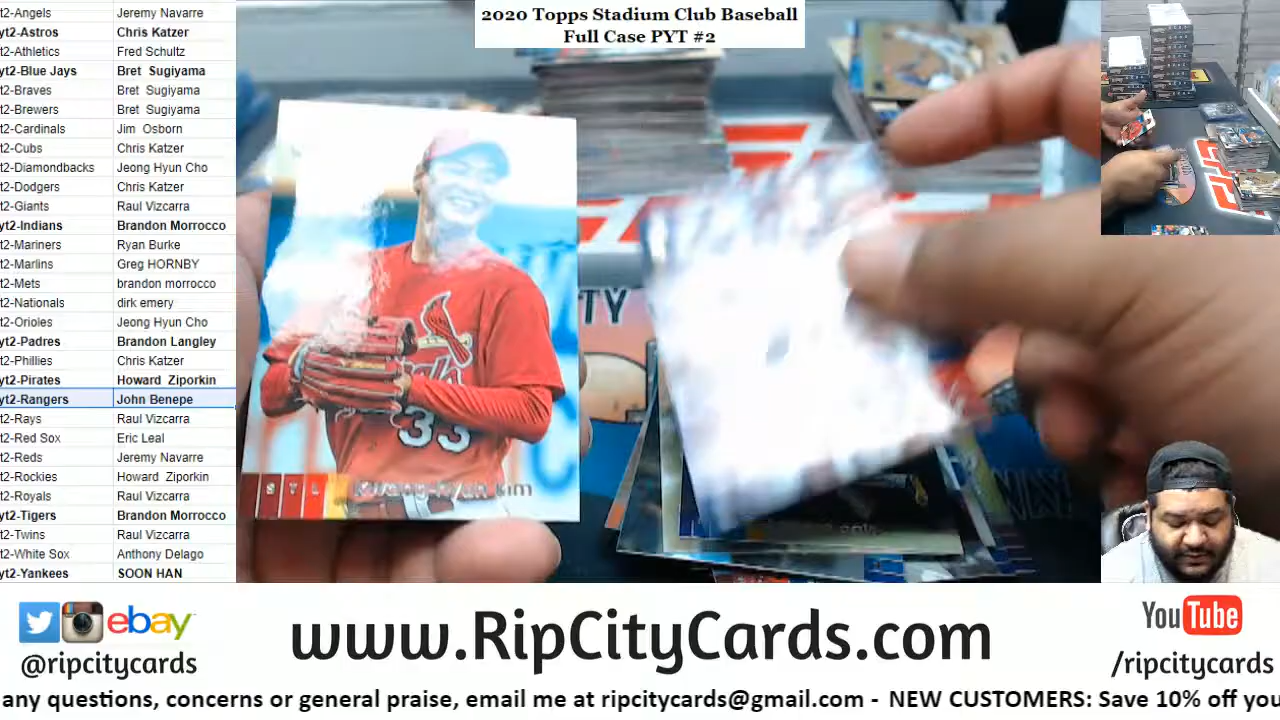 2020 Topps Stadium Club Baseball
Full Case PYT #2
t2-Angels Jeremy Navarre
yt2-Astros Chris Katzer
t2-Athletics Fred Schultz
yt2-Blue Jays Bret Sugiyama
t2-Braves Bret Sugiyama
t2-Brewers Bret Sugiyama
t2-Cardinals Jim Osborn
t2-Cubs Chris Katzer
t2-Diamondbacks Jeong Hyun Cho
t2-Dodgers Chris Katzer
t2-Giants Raul Vizcarra
yt2-Indians Brandon Morrocco
t2-Mariners Ryan Burke
t2-Marlins Greg HORNBY
t2-Mets brandon morrocco
t2-Nationals dirk emery
t2-Orioles Jeong Hyun Cho
yt2-Padres Brandon Langley
t2-Phillies Chris Katzer
yt2-Pirates Howard Ziporkin
yt2-Rangers John Benepe
t2-Rays Raul Vizcarra
t2-Red Sox Eric Leal
t2-Reds Jeremy Navarre
t2-Rockies Howard Ziporkin
t2-Royals Raul Vizcarra
yt2-Tigers Brandon Morrocco
t2-Twins Raul Vizcarra
t2-White Sox Anthony Delago
yt2-Yankees SOON HAN
33
STL Kwang-Hyun Kim
TY
ebay
@ripcitycards
www.RipCityCards.com
YouTube
/ripcitycards
any questions, concerns or general praise, email me at ripcitycards@gmail.com - NEW CUSTOMERS: Save 10% off you